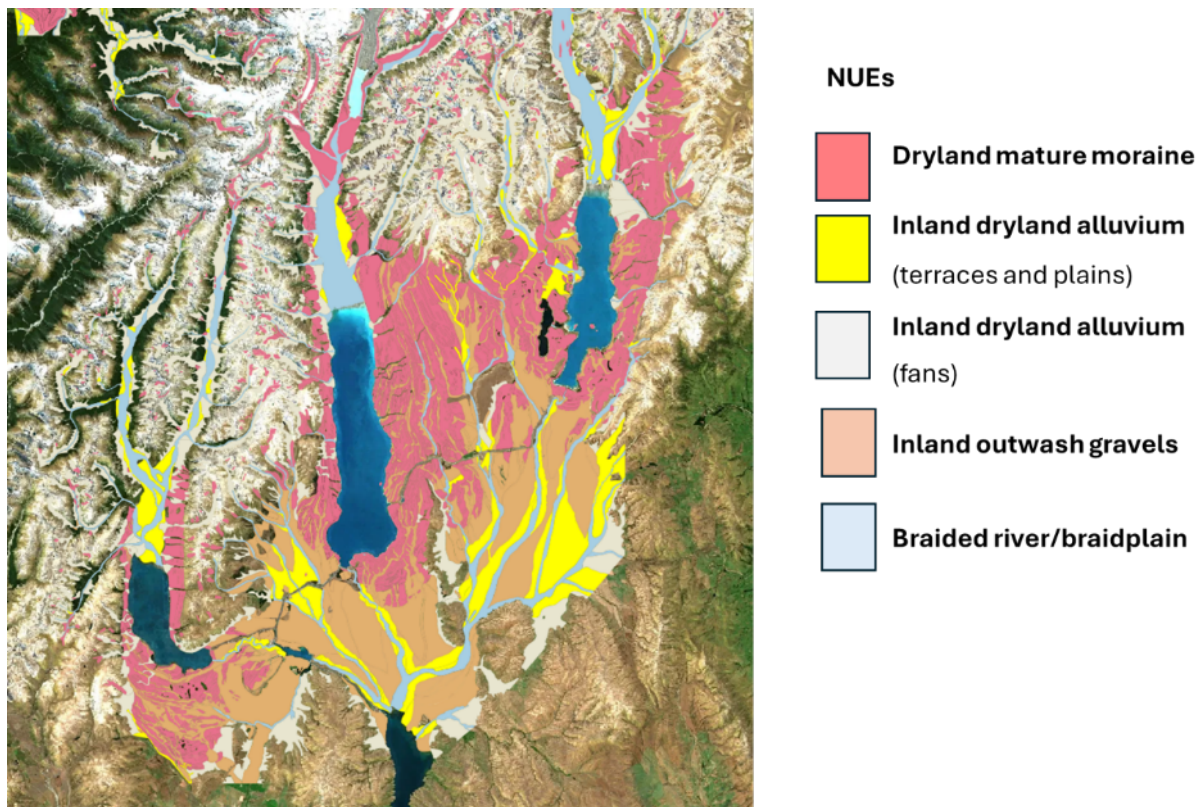 NUEs
Dryland mature moraine
Inland dryland alluvium
(terraces and plains)
Inland dryland alluvium
(fans)
Inland outwash gravels
Braided river/braidplain